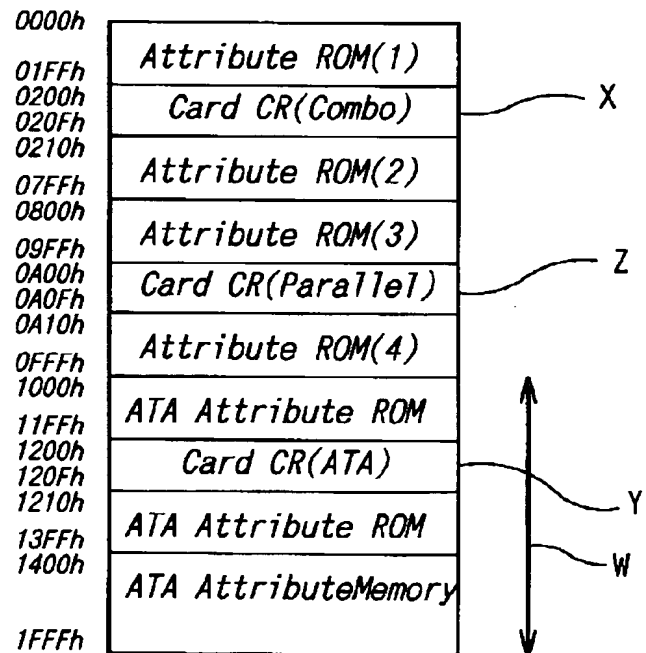 0000h
Attribute ROM(1)
01FFh
0200h
Card CR(Combo)
X
020Fh
0210h
Attribute ROM(2)
07FFh
0800h
Attribute ROM(3)
09FFh
Z
0A00h
Card CR(Parallel)
0A0Fh
0A10h
Attribute ROM(4)
0FFFh
1000h
ATA Attribute ROM
11FFh
1200h
Card CR(ATA)
120Fh
1210h
Y
ATA Attribute ROM
13FFh
1400h
W
ATA AttributeMemory
1FFFh